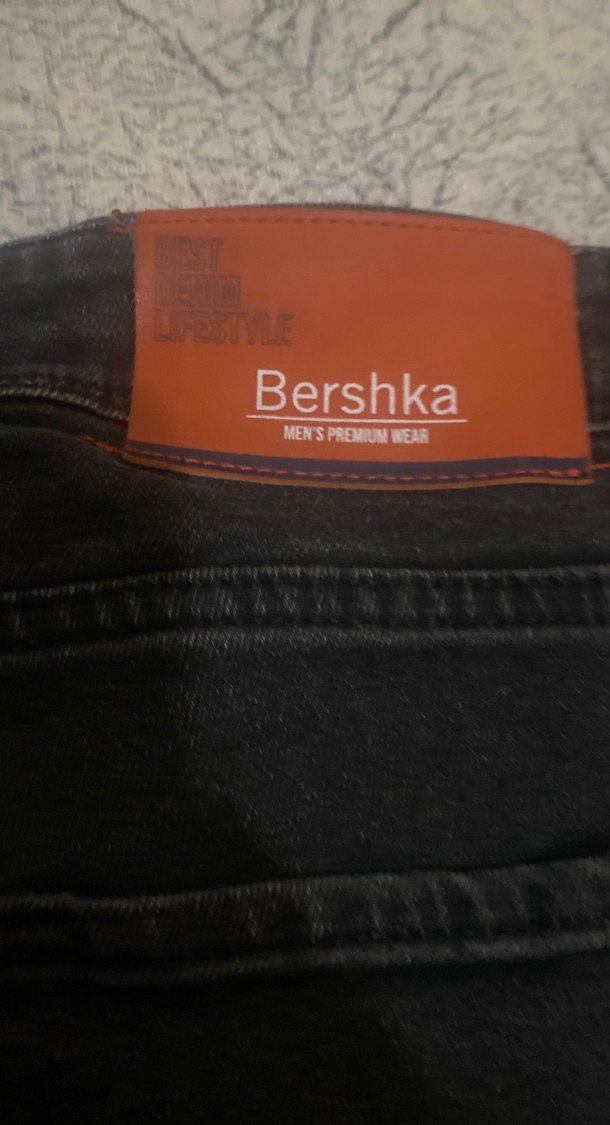 BEST
DENIM
LIFESTYLE
Bershka
MEN'S PREMIUM WEAR